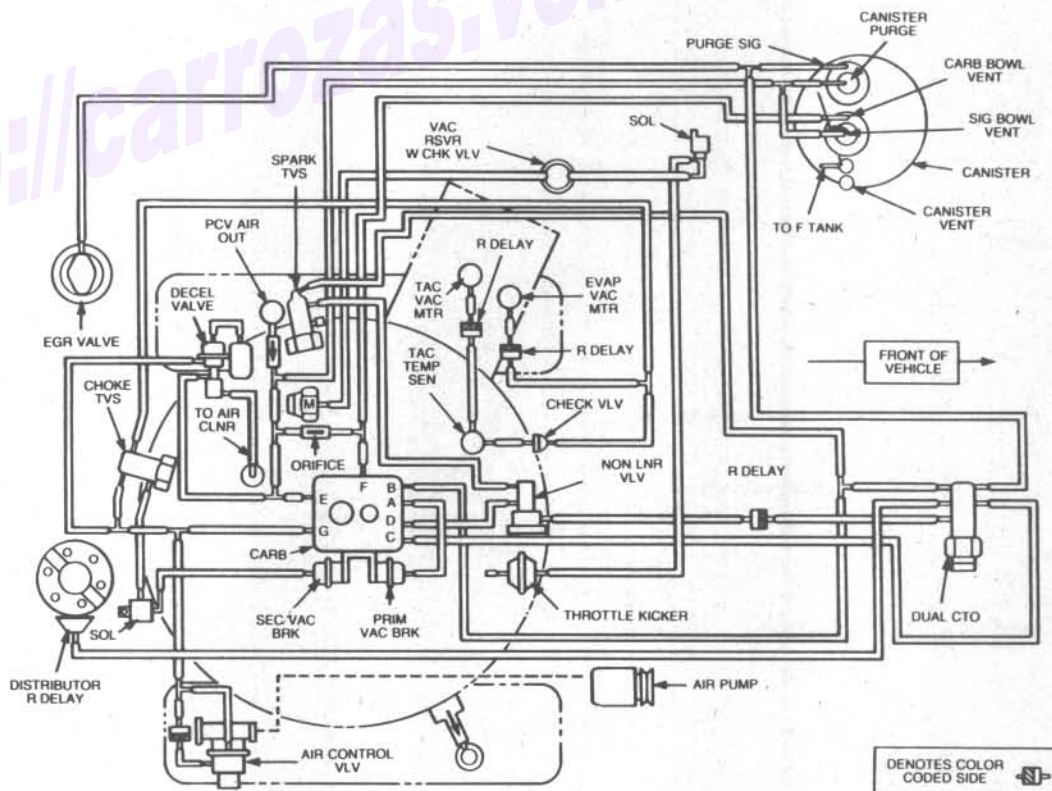 ://carrozas.
CANISTER
PURGE
PURGE SIG
CARB BOWL
VENT
SIG BOWL
VENT
CANISTER
CANISTER
VENT
TO F TANK
SOL
VAC
RSVR
W CHK VLV
SPARK
TVS
PCV AIR
OUT
DECEL
VALVE
EGR VALVE
R DELAY
TAC
VAC
MTR
EVAP
VAC
MTR
R DELAY
TAC
TEMP
SEN
CHECK VLV
FRONT OF
VEHICLE
CHOKE
TVS
TO AIR
CLNR
M
ORIFICE
NON LNR
VLV
R DELAY
F
E
B
A
D
G
C
CARB
SEC VAC
BRK
PRIM
VAC BRK
THROTTLE KICKER
DUAL CTO
SOL
DISTRIBUTOR
R DELAY
AIR PUMP
AIR CONTROL
VLV
DENOTES COLOR
CODED SIDE